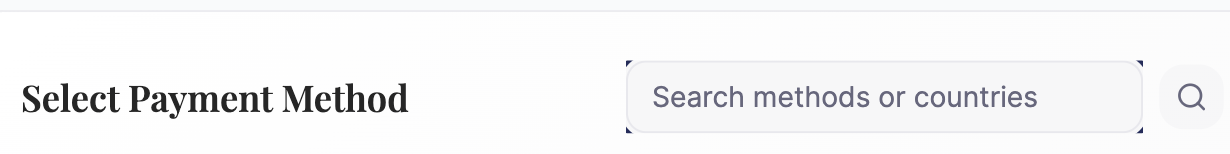 Select Payment Method
Search methods or countries